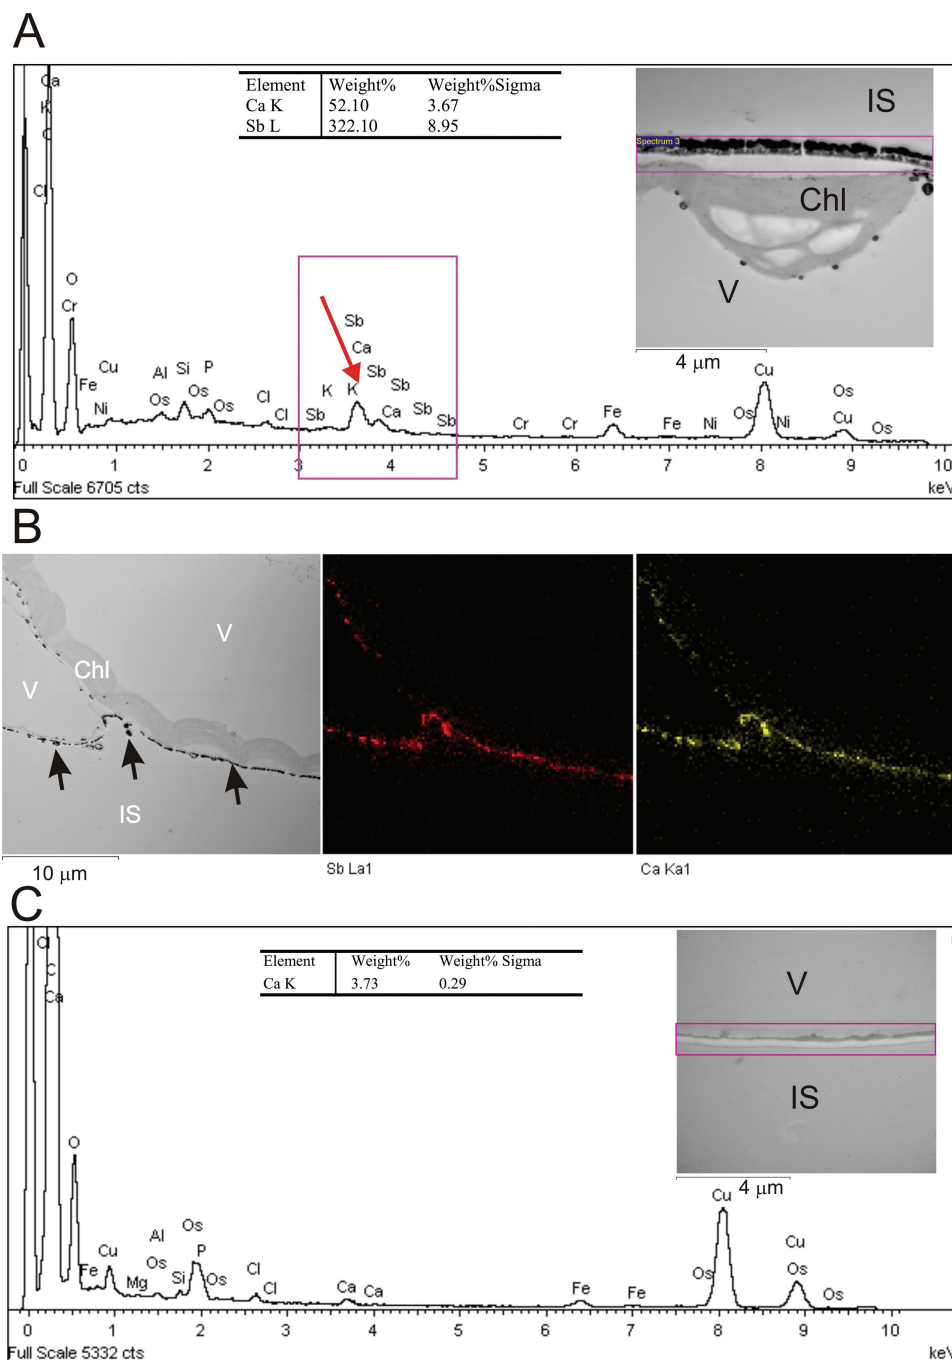 A
Element Weight% Weight%Sigma
Ca K 52.10 3.67
Sb L 322.10 8.95
Spectrum 3
IS
Chl
V
4 μm
Ca
K
C
Cl
O
Cr
Fe
Cu
Ni
Al
Os
Si
Os
P
Os
Cl
Cl
Sb
K
Sb
Ca
K
Sb
Ca
Sb
Sb
Sb
Cr
Cr
Fe
Fe
Ni
Os
Cu
Ni
Os
Cu
Os
0 1 2 3 4 5 6 7 8 9 10
Full Scale 6705 cts keV
B
V
Chl
V
IS
10 μm
Sb La1
Ca Ka1
C
Element Weight% Weight% Sigma
Ca K 3.73 0.29
V
IS
4 μm
Cl
C
Ca
O
Fe
Cu
Mg
Al
Os
Si
Os
P
Os
Cl
Cl
Ca
Ca
Fe
Fe
Os
Cu
Cu
Os
Os
0 1 2 3 4 5 6 7 8 9 10
Full Scale 5332 cts keV